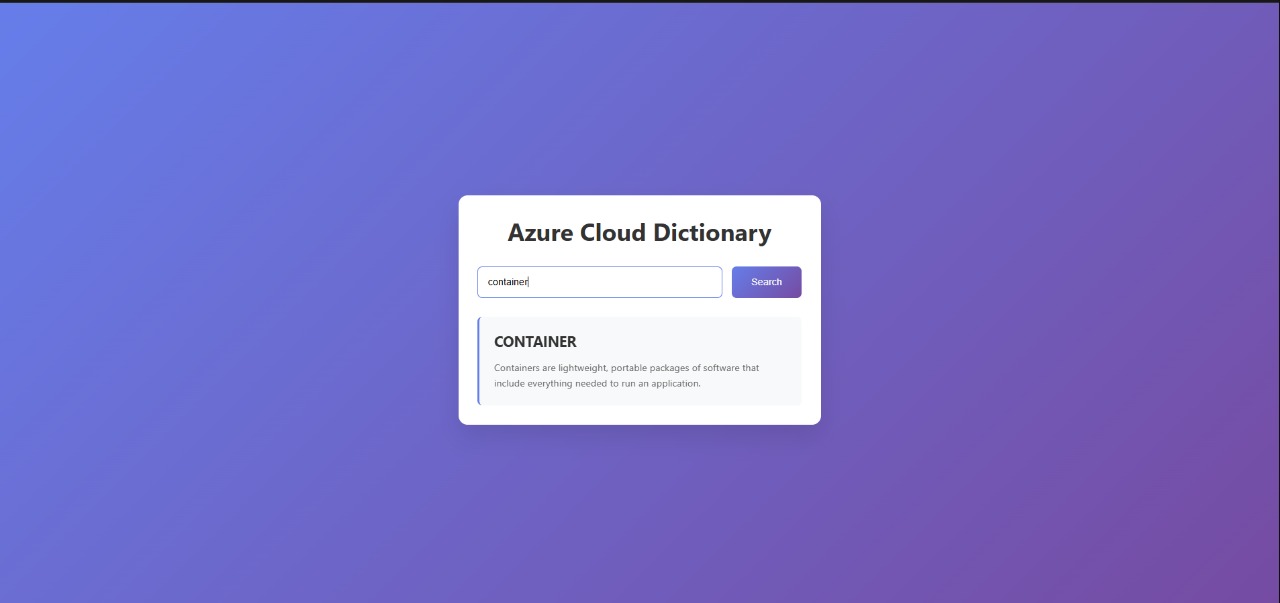 Azure Cloud Dictionary
container
Search
CONTAINER
Containers are lightweight, portable packages of software that
include everything needed to run an application.